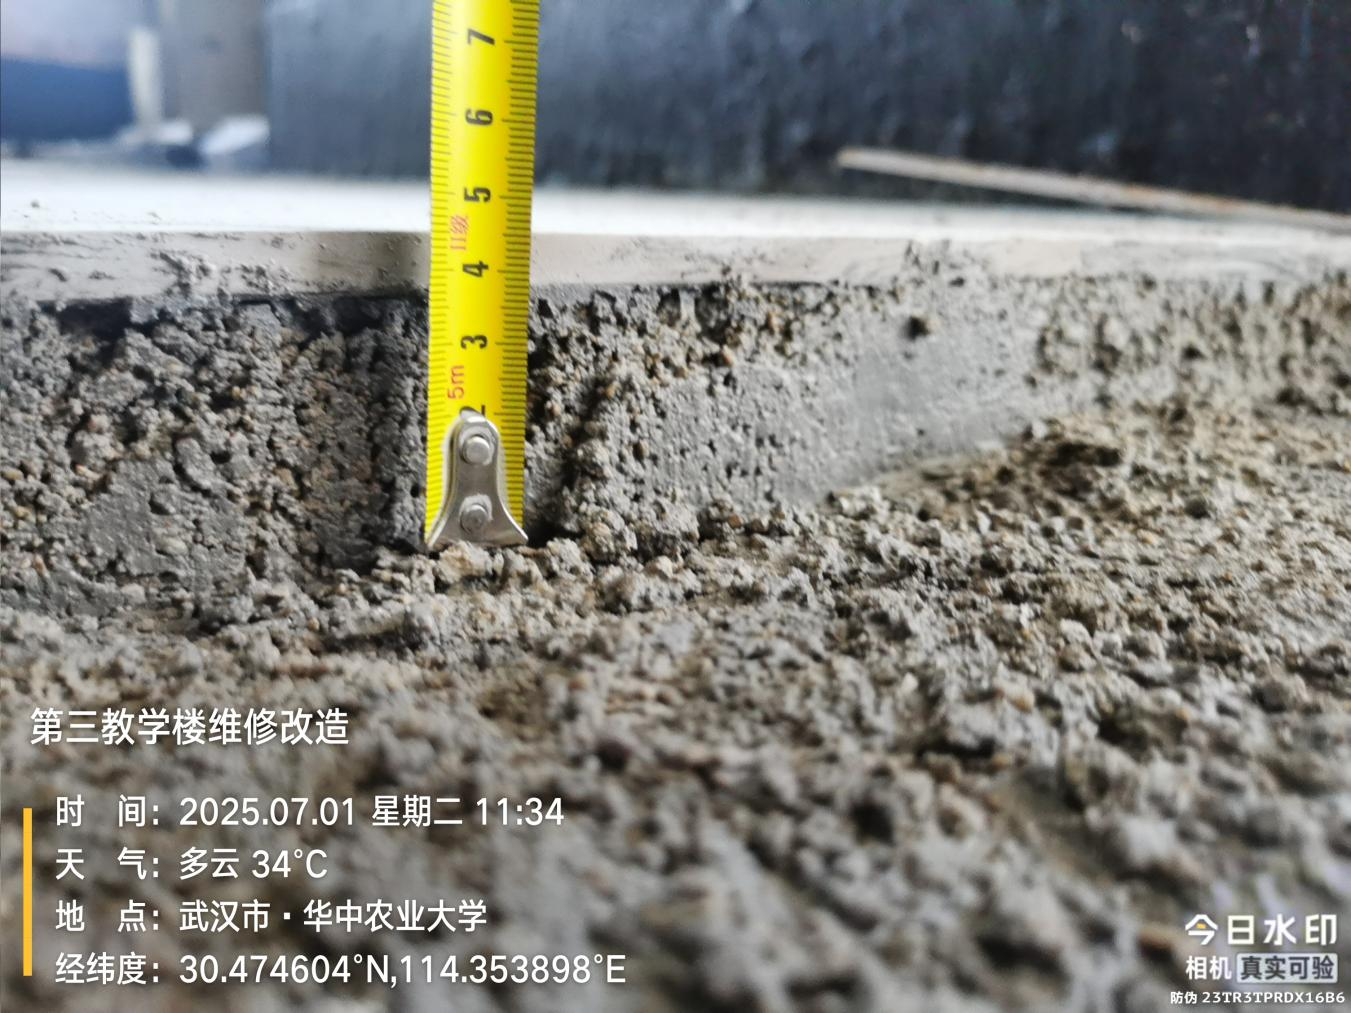 7
6
5
II级
4
3
5m
2
第三教学楼维修改造
时 间：2025.07.01 星期二 11:34
天 气：多云 34°C
地 点：武汉市·华中农业大学
经纬度：30.474604°N,114.353898°E
今日水印
相机 真实可验
防伪 23TR3TPRDX16B6